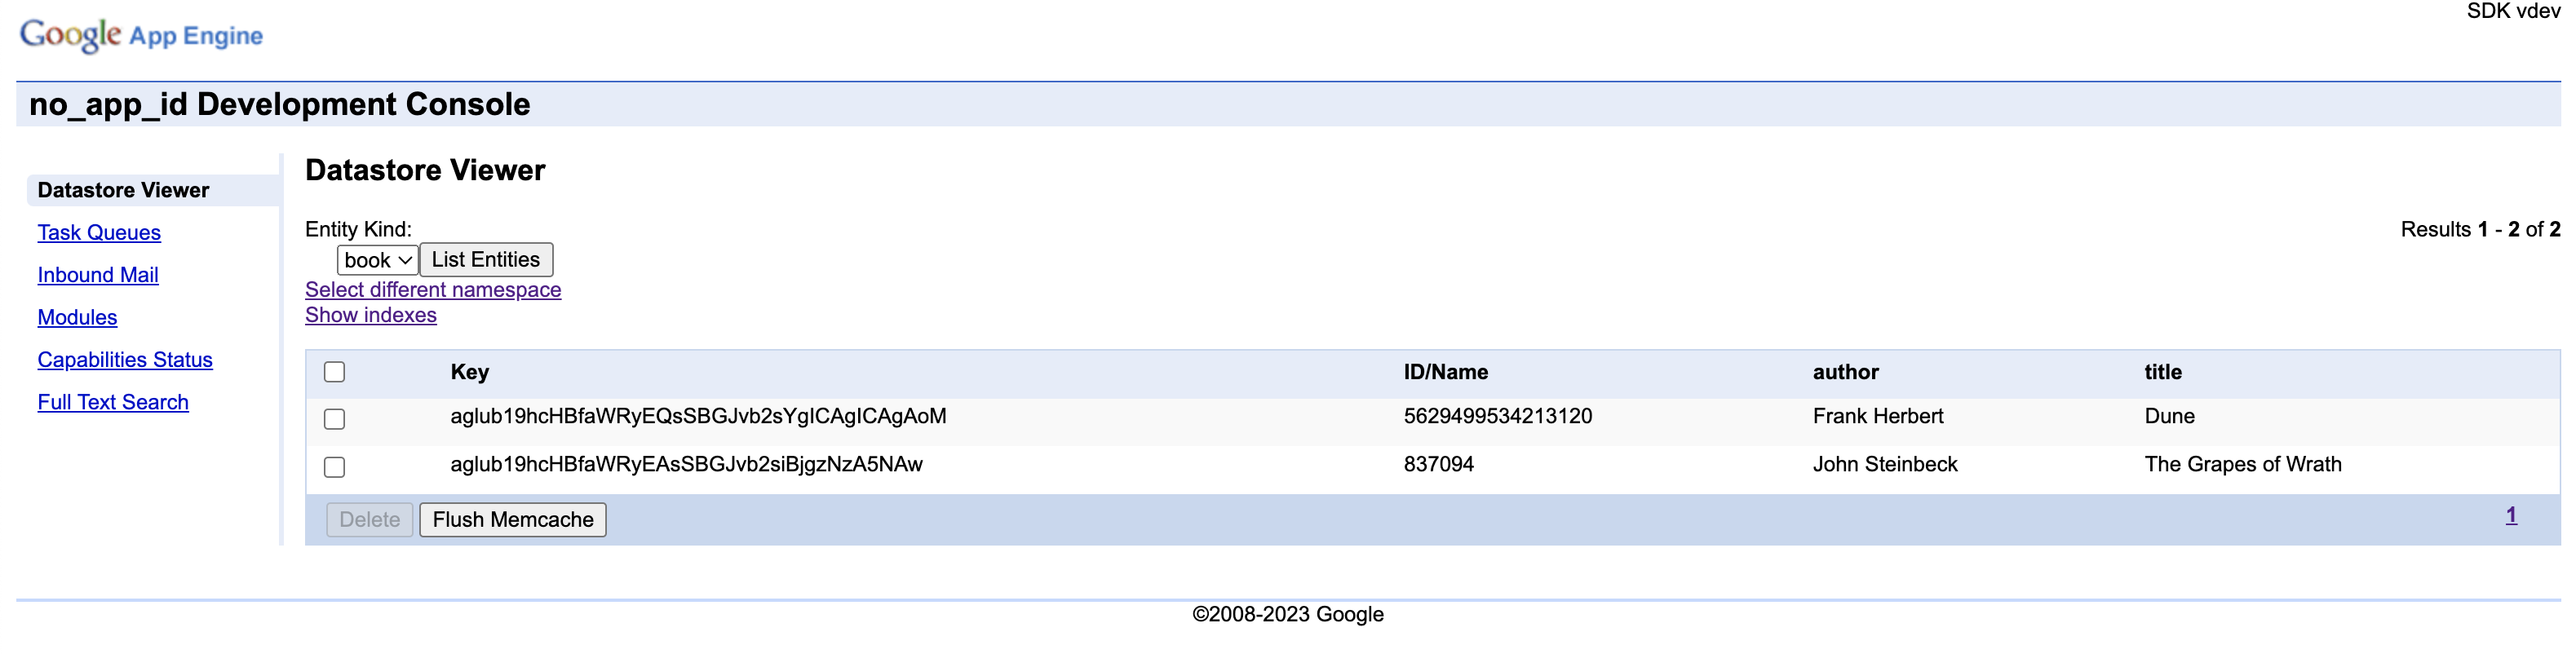 SDK vdev
Google App Engine
no_app_id Development Console
Datastore Viewer
Task Queues
Inbound Mail
Modules
Capabilities Status
Full Text Search
Datastore Viewer
Entity Kind:
Results 1 - 2 of 2
book List Entities
Select different namespace
Show indexes
Key ID/Name author title
aglub19hcHBfaWRyEQsSBGJvb2sYgICAgICAgAoM 5629499534213120 Frank Herbert Dune
aglub19hcHBfaWRyEAsSBGJvb2siBjgzNzA5NAw 837094 John Steinbeck The Grapes of Wrath
Delete Flush Memcache 1
©2008-2023 Google